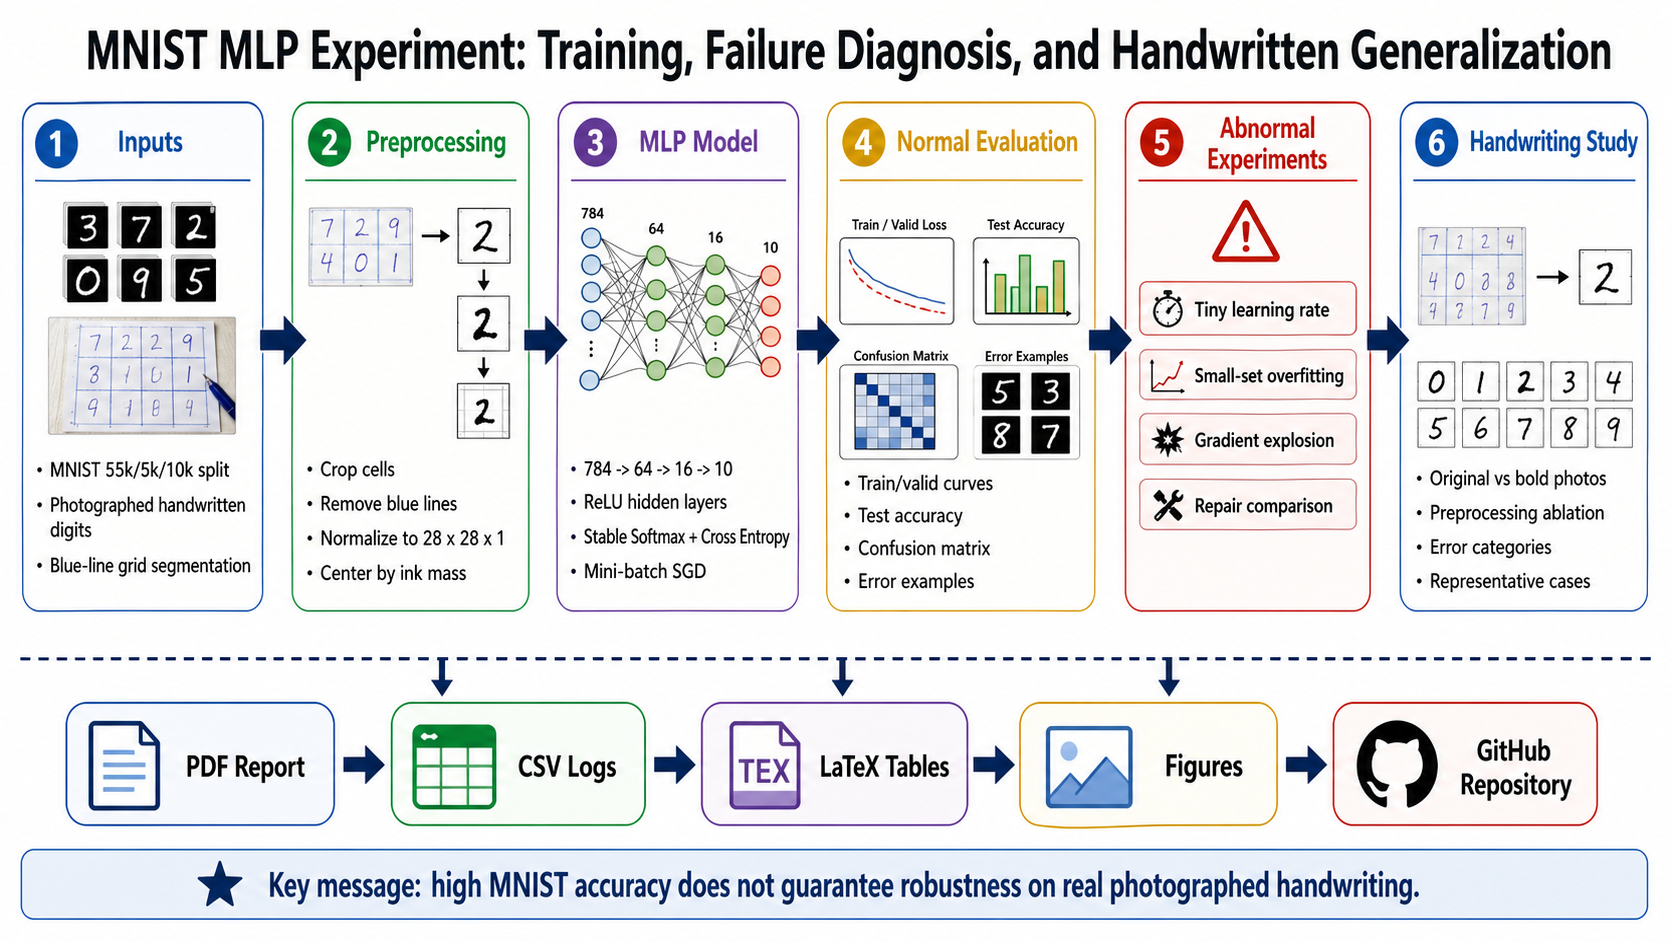 MNIST MLP Experiment: Training, Failure Diagnosis, and Handwritten Generalization
1 Inputs
3 7 2
0 9 5
7 2 2 9
3 1 0 1
9 1 8 9
• MNIST 55k/5k/10k split
• Photographed handwritten
digits
• Blue-line grid segmentation
2 Preprocessing
7 2 9
4 0 1
2
2
2
• Crop cells
• Remove blue lines
• Normalize to 28 x 28 x 1
• Center by ink mass
3 MLP Model
784
64
16
10
• 784 -> 64 -> 16 -> 10
• ReLU hidden layers
• Stable Softmax + Cross Entropy
• Mini-batch SGD
4 Normal Evaluation
Train / Valid Loss
Test Accuracy
Confusion Matrix
Error Examples
5 3
8 7
• Train/valid curves
• Test accuracy
• Confusion matrix
• Error examples
5 Abnormal
Experiments
Tiny learning rate
Small-set overfitting
Gradient explosion
Repair comparison
6 Handwriting Study
7 2 2 4
4 0 8 8
4 2 7 9
2
0 1 2 3 4
5 6 7 8 9
• Original vs bold photos
• Preprocessing ablation
• Error categories
• Representative cases
PDF Report
CSV Logs
TEX
LaTeX Tables
Figures
GitHub
Repository
Key message: high MNIST accuracy does not guarantee robustness on real photographed handwriting.